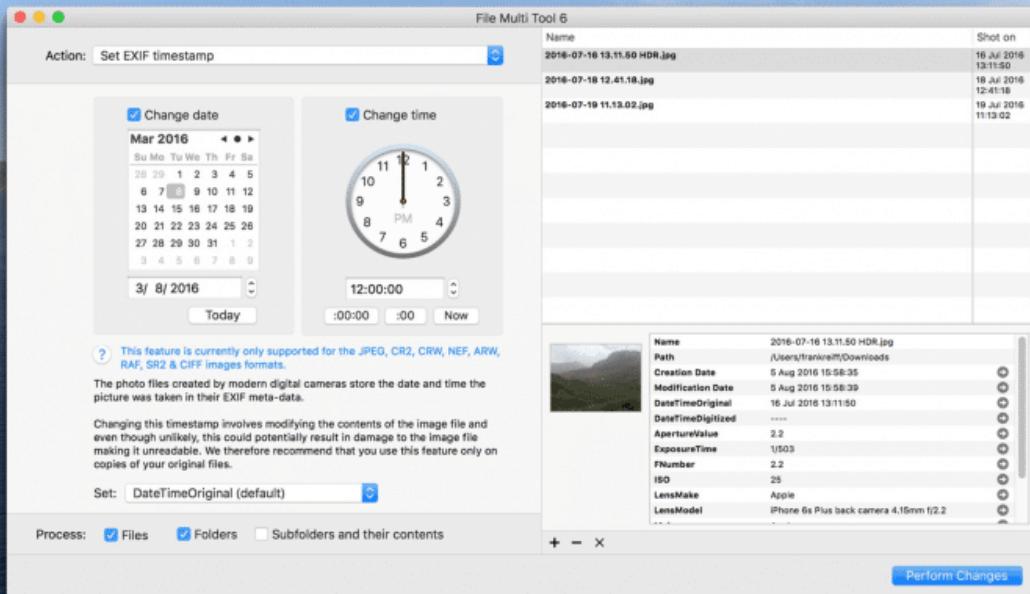 File Multi Tool 6
Action: Set EXIF timestamp
Change date
Mar 2016
Su Mo Tu We Th Fr Sa
28 29 1 2 3 4 5
6 7 8 9 10 11 12
13 14 15 16 17 18 19
20 21 22 23 24 25 26
27 28 29 30 31 1 2
3 4 5 6 7 8 9
3/ 8/ 2016
Today
Change time
12
11 1
10 2
9 3
PM
8 4
7 5
6
12:00:00
:00:00 :00 Now
? This feature is currently only supported for the JPEG, CR2, CRW, NEF, ARW,
RAF, SR2 & CIFF images formats.
The photo files created by modern digital cameras store the date and time the
picture was taken in their EXIF meta-data.
Changing this timestamp involves modifying the contents of the image file and
even though unlikely, this could potentially result in damage to the image file
making it unreadable. We therefore recommend that you use this feature only on
copies of your original files.
Set: DateTimeOriginal (default)
Process: Files Folders Subfolders and their contents
Name Shot on
2016-07-16 13.11.50 HDR.jpg 16 Jul 2016
13:11:50
2016-07-18 12.41.18.jpg 18 Jul 2016
12:41:18
2016-07-19 11.13.02.jpg 19 Jul 2016
11:13:02
Name 2016-07-16 13.11.50 HDR.jpg
Path /Users/frankreiff/Downloads
Creation Date 5 Aug 2016 15:58:35
Modification Date 5 Aug 2016 15:58:39
DateTimeOriginal 16 Jul 2016 13:11:50
DateTimeDigitized ----
ApertureValue 2.2
ExposureTime 1/503
FNumber 2.2
ISO 25
LensMake Apple
LensModel iPhone 6s Plus back camera 4.15mm f/2.2
Perform Changes